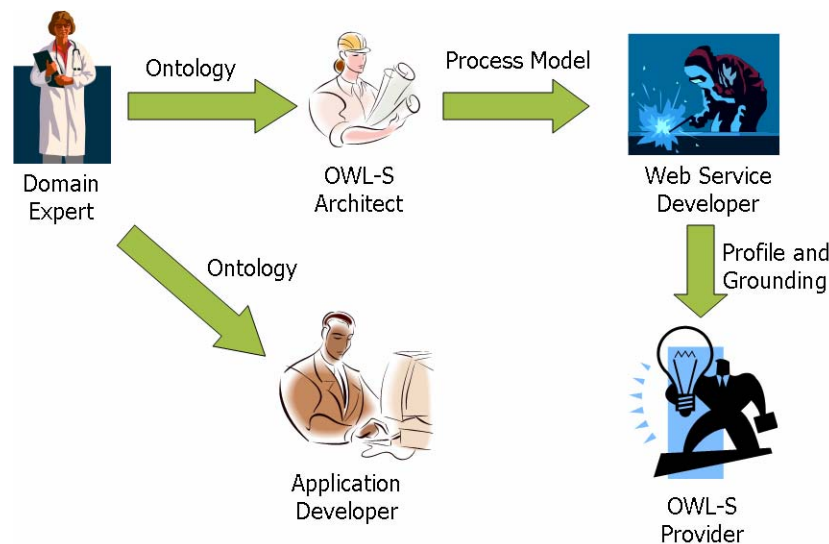 Ontology
Process Model
Domain
Expert
OWL-S
Architect
Web Service
Developer
Ontology
Profile and
Grounding
Application
Developer
OWL-S
Provider